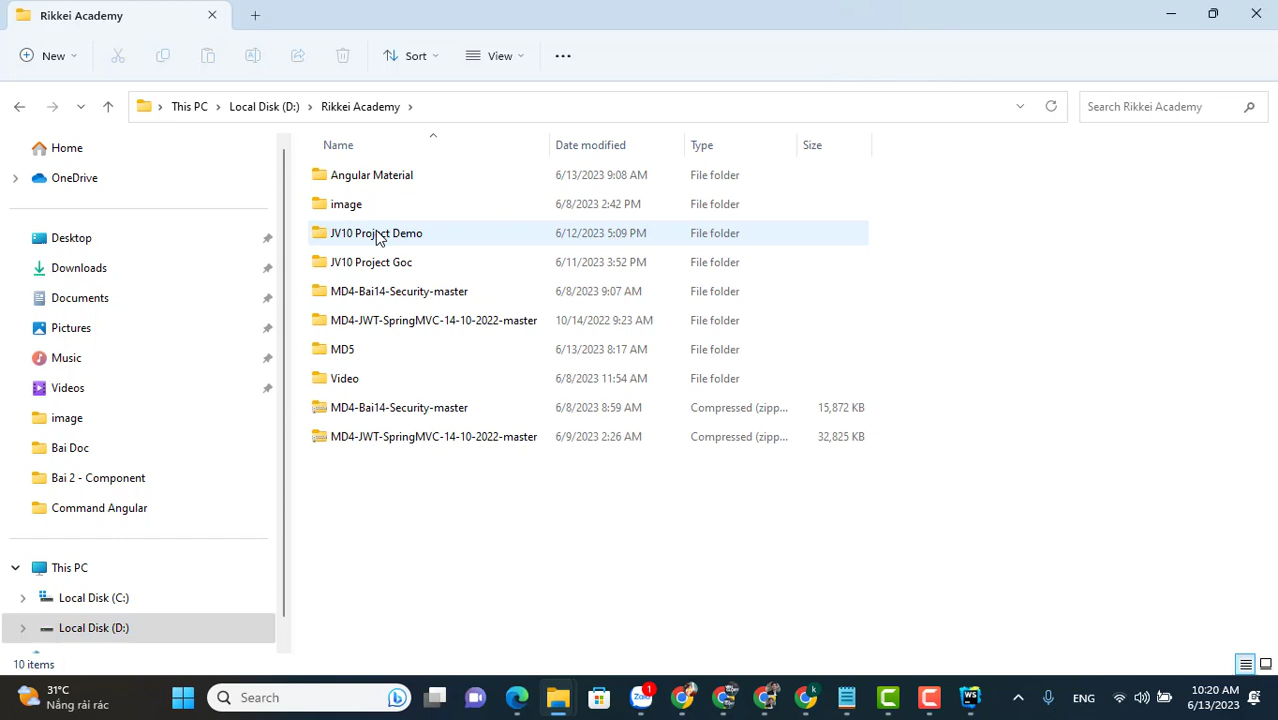 Rikkei Academy
New
Sort
View
This PC
Local Disk (D:)
Rikkei Academy
Search Rikkei Academy
Home
OneDrive
Desktop
Downloads
Documents
Pictures
Music
Videos
image
Bai Doc
Bai 2 - Component
Command Angular
This PC
Local Disk (C:)
Local Disk (D:)
Name Date modified Type Size
Angular Material 6/13/2023 9:08 AM File folder
image 6/8/2023 2:42 PM File folder
JV10 Project Demo 6/12/2023 5:09 PM File folder
JV10 Project Goc 6/11/2023 3:52 PM File folder
MD4-Bai14-Security-master 6/8/2023 9:07 AM File folder
MD4-JWT-SpringMVC-14-10-2022-master 10/14/2022 9:23 AM File folder
MD5 6/13/2023 8:17 AM File folder
Video 6/8/2023 11:54 AM File folder
MD4-Bai14-Security-master 6/8/2023 8:59 AM Compressed (zipp... 15,872 KB
MD4-JWT-SpringMVC-14-10-2022-master 6/9/2023 2:26 AM Compressed (zipp... 32,825 KB
10 items
31°C
Nắng rải rác
Search
1
WS
ENG
10:20 AM
6/13/2023